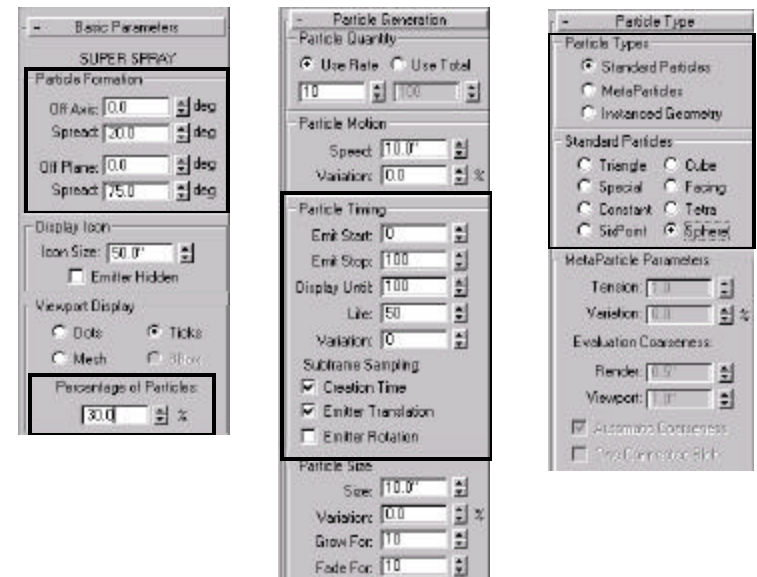 - Basic Parameters
SUPER SPRAY
Particle Formation
Off Axis: 0.0 deg
Spread: 20.0 deg
Off Plane: 0.0 deg
Spread: 75.0 deg
Display Icon
Icon Size: 50.0"
Emitter Hidden
Viewport Display
Dots Ticks
Mesh BBox
Percentage of Particles:
30.0 %
- Particle Generation
Particle Quantity
Use Rate Use Total
10 100
Particle Motion
Speed: 10.0"
Variation: 0.0 %
Particle Timing
Emit Start: 0
Emit Stop: 100
Display Until: 100
Life: 50
Variation: 0
Subframe Sampling:
Creation Time
Emitter Translation
Emitter Rotation
Particle Size
Size: 10.0"
Variation: 0.0 %
Grow For: 10
Fade For: 10
- Particle Type
Particle Types
Standard Particles
MetaParticles
Instanced Geometry
Standard Particles
Triangle Cube
Special Facing
Constant Tetra
SixPoint Sphere
MetaParticle Parameters
Tension: 1.0
Variation: 0.0 %
Evaluation Coarseness:
Render: 0.5"
Viewport: 1.0"
Automatic Coarseness
One Connected Blob